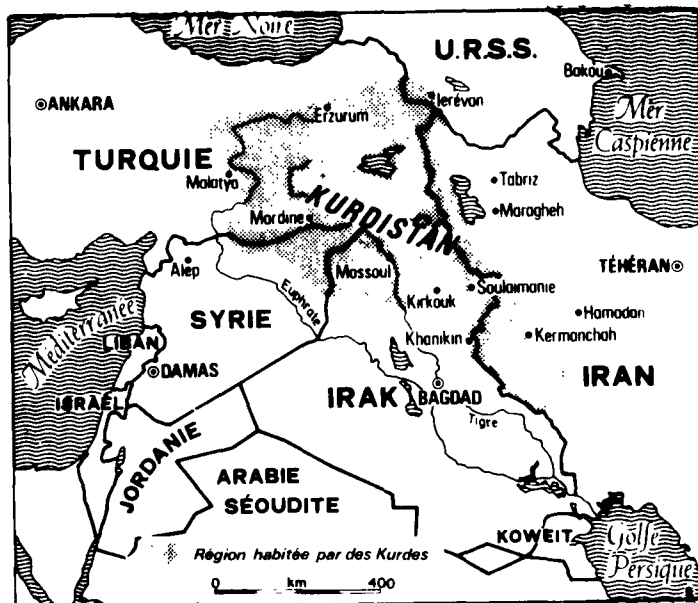 Mer Noire
U.R.S.S.
Bakou
ANKARA
Erzurum
Iérévan
Mer
Caspienne
TURQUIE
Malatya
Tabriz
Maragheh
KURDISTAN
Mardine
Alep
Mossoul
Soulaimanie
TÉHÉRAN
Euphrate
Kirkouk
Hamadan
Méditerranée
SYRIE
Khanikin
Kermanchah
LIBAN
DAMAS
IRAN
ISRAËL
IRAK
BAGDAD
Tigre
JORDANIE
ARABIE
SÉOUDITE
KOWEIT
Golfe
Persique
Région habitée par des Kurdes
0 km 400